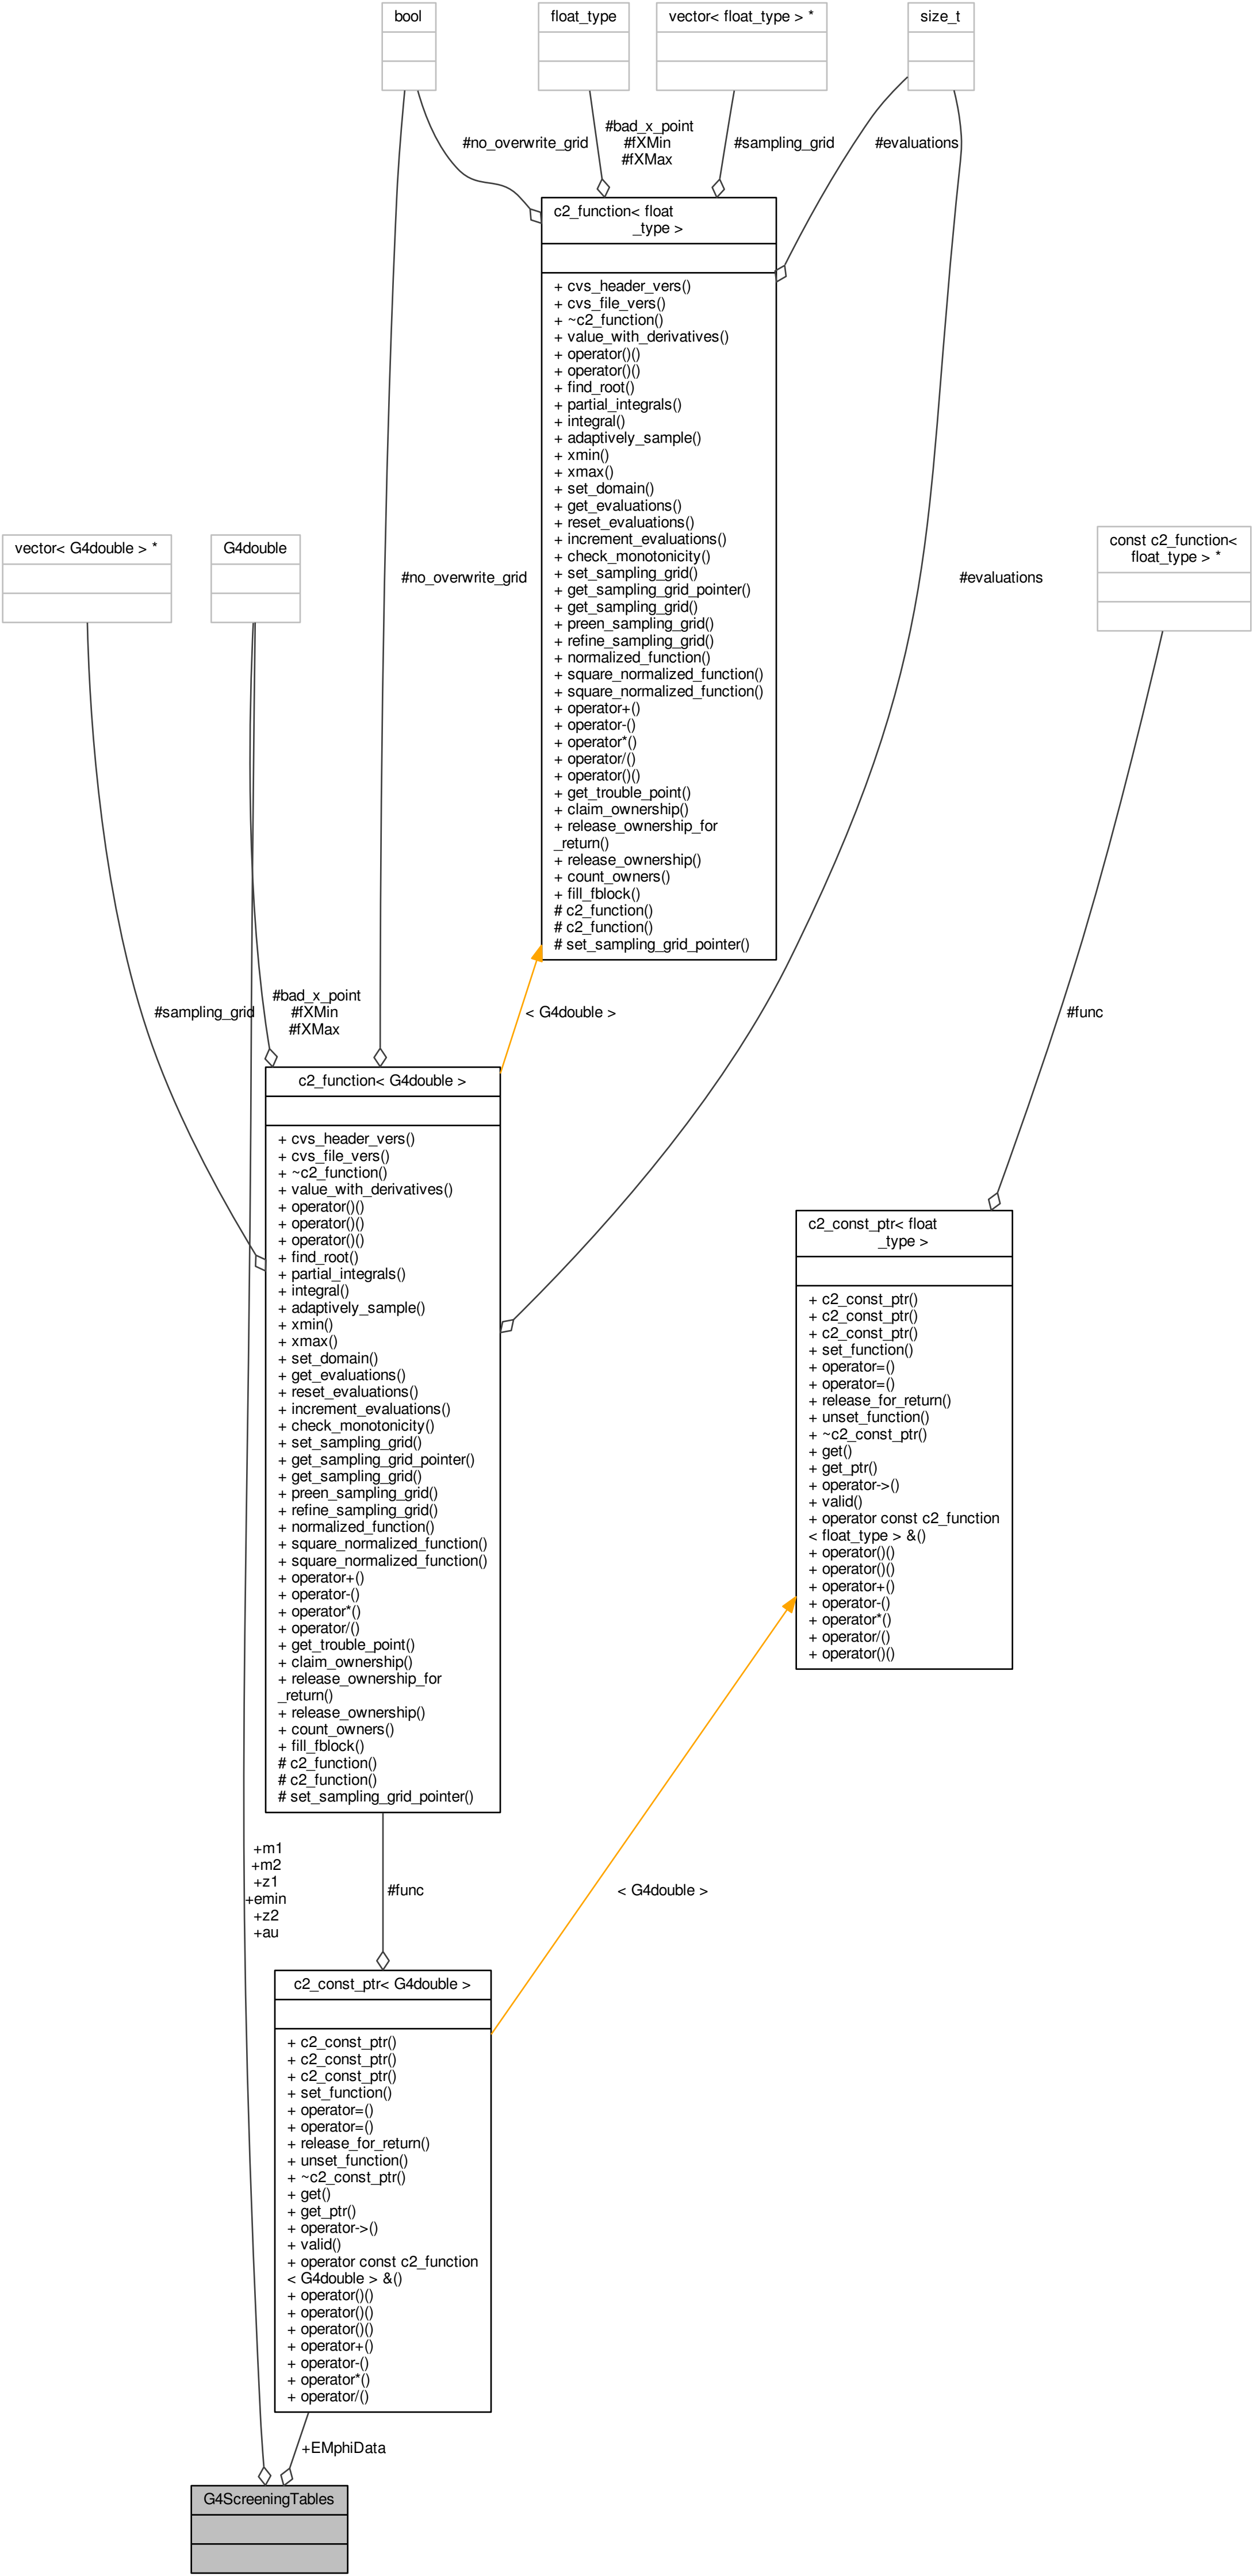 bool
float_type
vector< float_type > *
size_t
#no_overwrite_grid
#bad_x_point
#fXMin
#fXMax
#sampling_grid
#evaluations
c2_function< float
_type >
+ cvs_header_vers()
+ cvs_file_vers()
+ ~c2_function()
+ value_with_derivatives()
+ operator()()
+ operator()()
+ find_root()
+ partial_integrals()
+ integral()
+ adaptively_sample()
+ xmin()
+ xmax()
+ set_domain()
+ get_evaluations()
+ reset_evaluations()
+ increment_evaluations()
+ check_monotonicity()
+ set_sampling_grid()
+ get_sampling_grid_pointer()
+ get_sampling_grid()
+ preen_sampling_grid()
+ refine_sampling_grid()
+ normalized_function()
+ square_normalized_function()
+ square_normalized_function()
+ operator+()
+ operator-()
+ operator*()
+ operator/()
+ operator()()
+ get_trouble_point()
+ claim_ownership()
+ release_ownership_for
_return()
+ release_ownership()
+ count_owners()
+ fill_fblock()
# c2_function()
# c2_function()
# set_sampling_grid_pointer()
vector< G4double > *
G4double
const c2_function<
float_type > *
#no_overwrite_grid
#evaluations
#sampling_grid
#bad_x_point
#fXMin
#fXMax
< G4double >
#func
c2_function< G4double >
+ cvs_header_vers()
+ cvs_file_vers()
+ ~c2_function()
+ value_with_derivatives()
+ operator()()
+ operator()()
+ operator()()
+ find_root()
+ partial_integrals()
+ integral()
+ adaptively_sample()
+ xmin()
+ xmax()
+ set_domain()
+ get_evaluations()
+ reset_evaluations()
+ increment_evaluations()
+ check_monotonicity()
+ set_sampling_grid()
+ get_sampling_grid_pointer()
+ get_sampling_grid()
+ preen_sampling_grid()
+ refine_sampling_grid()
+ normalized_function()
+ square_normalized_function()
+ square_normalized_function()
+ operator+()
+ operator-()
+ operator*()
+ operator/()
+ get_trouble_point()
+ claim_ownership()
+ release_ownership_for
_return()
+ release_ownership()
+ count_owners()
+ fill_fblock()
# c2_function()
# c2_function()
# set_sampling_grid_pointer()
c2_const_ptr< float
_type >
+ c2_const_ptr()
+ c2_const_ptr()
+ c2_const_ptr()
+ set_function()
+ operator=()
+ operator=()
+ release_for_return()
+ unset_function()
+ ~c2_const_ptr()
+ get()
+ get_ptr()
+ operator->()
+ valid()
+ operator const c2_function
< float_type > &()
+ operator()()
+ operator()()
+ operator+()
+ operator-()
+ operator*()
+ operator/()
+ operator()()
+m1
+m2
+z1
+emin
+z2
+au
#func
< G4double >
c2_const_ptr< G4double >
+ c2_const_ptr()
+ c2_const_ptr()
+ c2_const_ptr()
+ set_function()
+ operator=()
+ operator=()
+ release_for_return()
+ unset_function()
+ ~c2_const_ptr()
+ get()
+ get_ptr()
+ operator->()
+ valid()
+ operator const c2_function
< G4double > &()
+ operator()()
+ operator()()
+ operator()()
+ operator+()
+ operator-()
+ operator*()
+ operator/()
+EMphiData
G4ScreeningTables